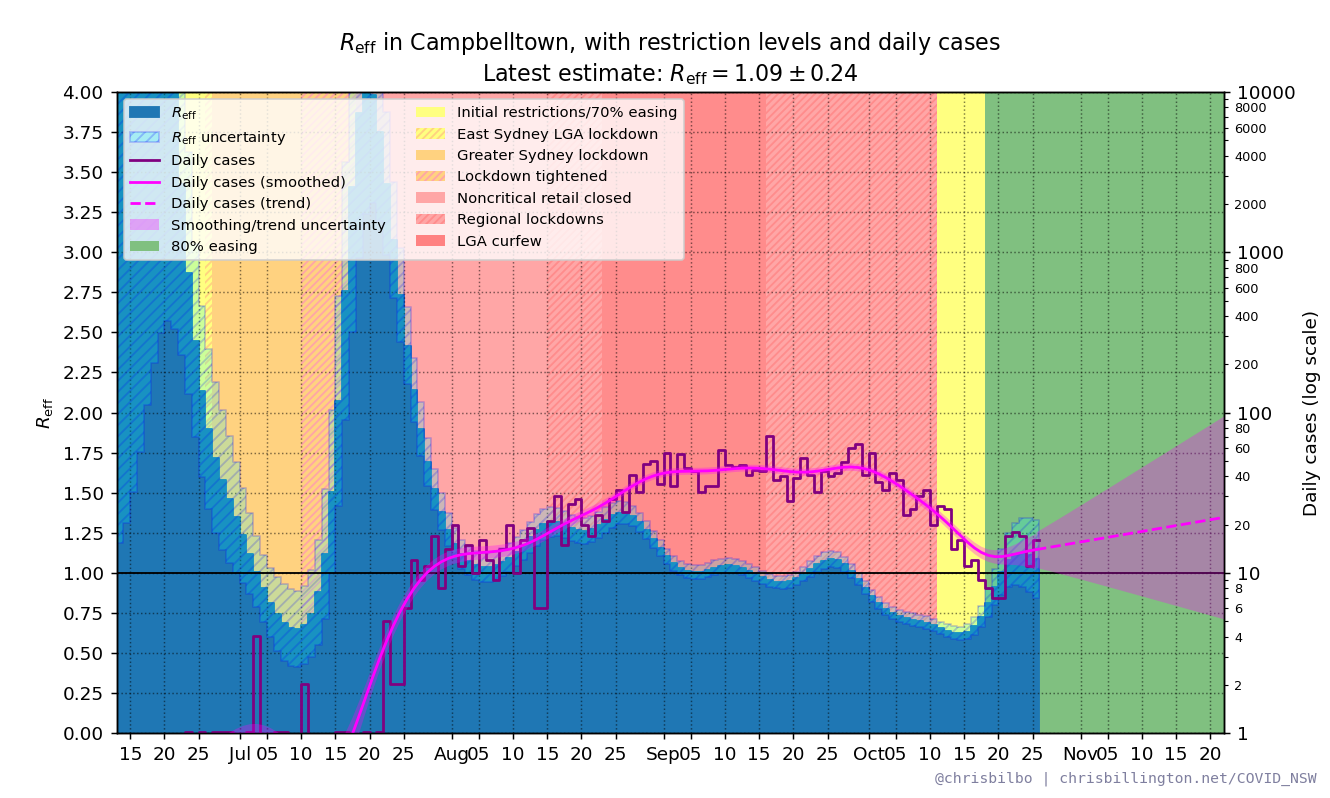 R_eff in Campbelltown, with restriction levels and daily cases
Latest estimate: R_eff = 1.09 ± 0.24
4.00
3.75
3.50
3.25
3.00
2.75
2.50
2.25
2.00
1.75
1.50
1.25
1.00
0.75
0.50
0.25
0.00
R_eff
R_eff
R_eff uncertainty
Daily cases
Daily cases (smoothed)
Daily cases (trend)
Smoothing/trend uncertainty
80% easing
Initial restrictions/70% easing
East Sydney LGA lockdown
Greater Sydney lockdown
Lockdown tightened
Noncritical retail closed
Regional lockdowns
LGA curfew
10000
8000
6000
4000
2000
1000
800
600
400
200
100
80
60
40
20
10
8
6
4
2
1
Daily cases (log scale)
15 20 25 Jul 05 10 15 20 25 Aug 05 10 15 20 25 Sep 05 10 15 20 25 Oct 05 10 15 20 25 Nov 05 10 15 20
@chrisbilbo | chrisbillington.net/COVID_NSW